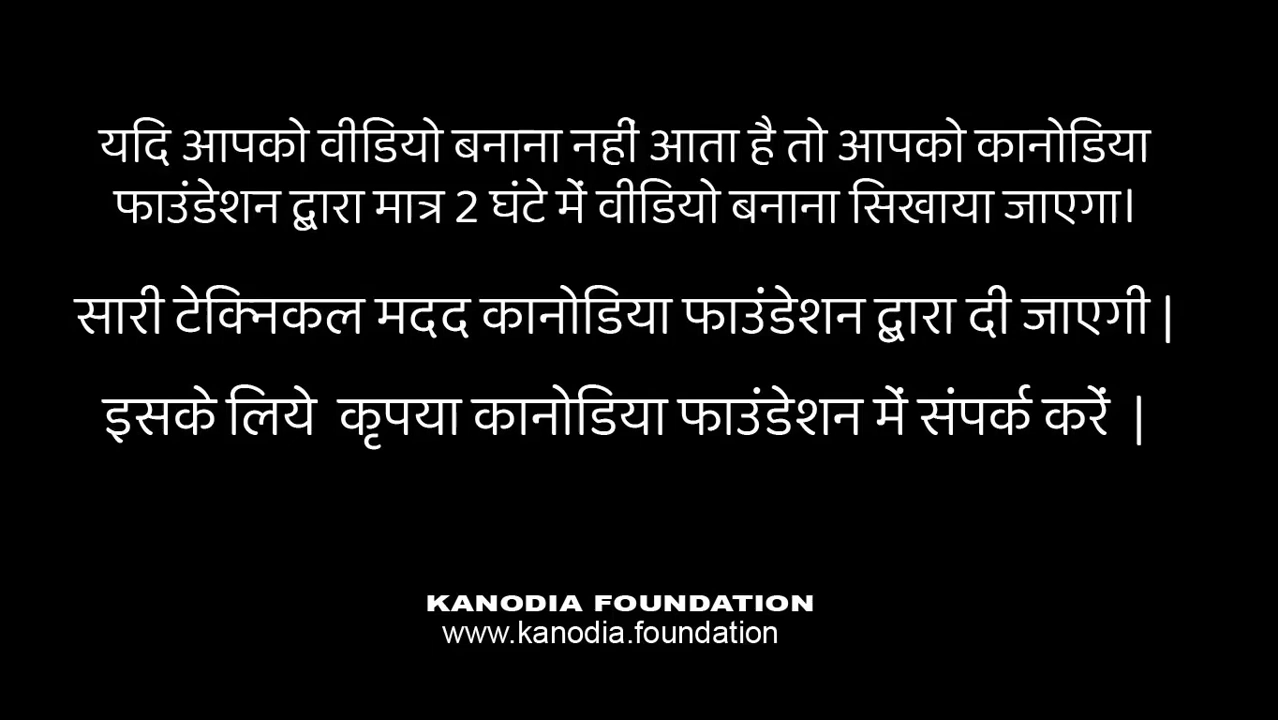 यदि आपको वीडियो बनाना नहीं आता है तो आपको कानोडिया
फाउंडेशन द्वारा मात्र 2 घंटे में वीडियो बनाना सिखाया जाएगा।
सारी टेक्निकल मदद कानोडिया फाउंडेशन द्वारा दी जाएगी |
इसके लिये कृपया कानोडिया फाउंडेशन में संपर्क करें |
KANODIA FOUNDATION
www.kanodia.foundation